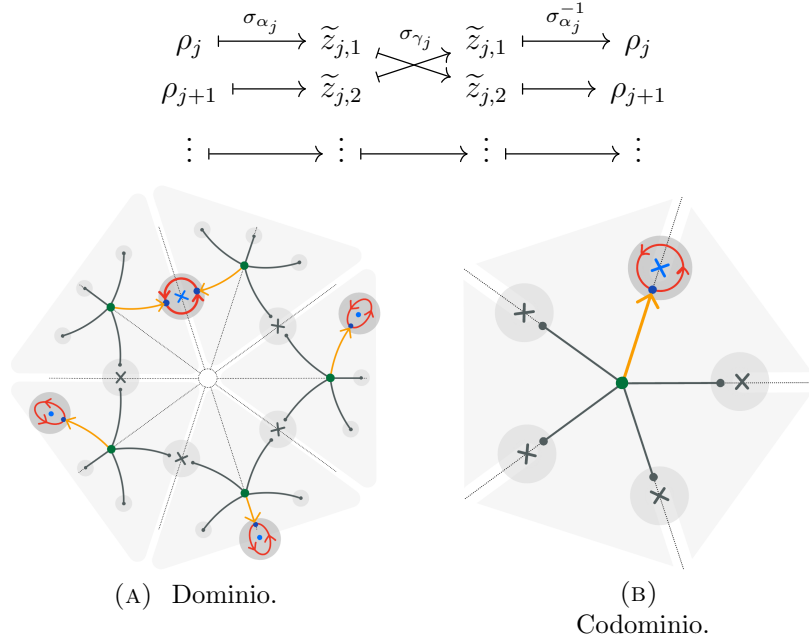 σ_{α_j} σ_{γ_j} σ_{α_j}^{-1}
ρ_j ⟼ z̃_{j,1} z̃_{j,1} ⟼ ρ_j
ρ_{j+1} ⟼ z̃_{j,2} z̃_{j,2} ⟼ ρ_{j+1}
⋮ ⟼ ⋮ ⟼ ⋮ ⟼ ⋮
(A) Dominio.
(B)
Codominio.